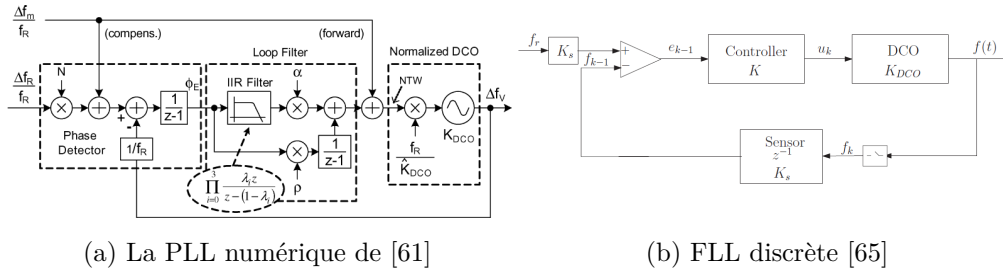 Δf_m
f_R
(compens.)
(forward)
Loop Filter
Normalized DCO
N
α
IIR Filter
NTW
Δf_R
f_R
1
z-1
ϕ_E
Δf_V
K_DCO
Phase
Detector
+
-
1/f_R
1
z-1
f_R
K̂_DCO
ρ
3
∏ λ_i z
i=0 z-(1-λ_i)
f_r
K_s
f_{k-1}
+
−
e_{k-1}
Controller
K
u_k
DCO
K_{DCO}
f(t)
Sensor
z^{-1}
K_s
f_k
(a) La PLL numérique de [61]
(b) FLL discrète [65]